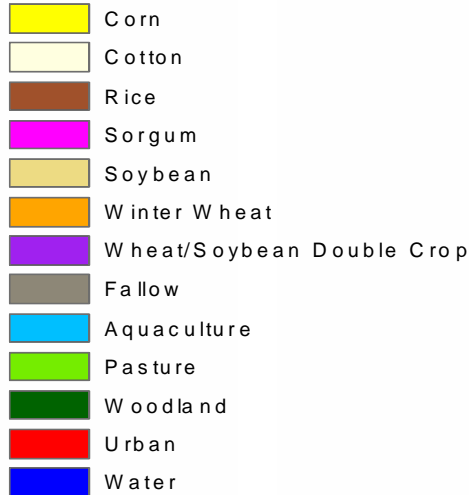 Corn
Cotton
Rice
Sorgum
Soybean
Winter Wheat
Wheat/Soybean Double Crop
Fallow
Aquaculture
Pasture
Woodland
Urban
Water